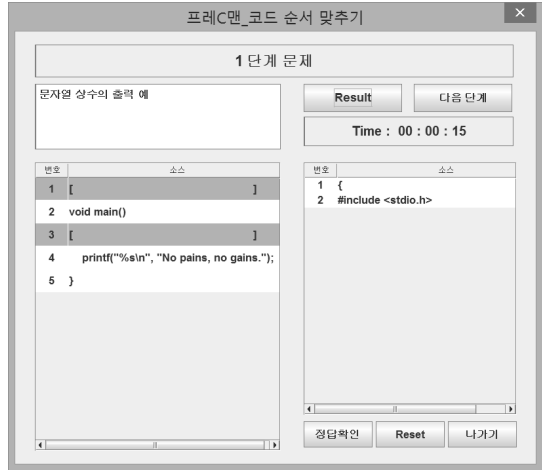 프레C맨_코드 순서 맞추기
1 단계 문제
문자열 상수의 출력 예
Result 다음 단계
Time : 00 : 00 : 15
번호 소스
1 [ ]
2 void main()
3 [ ]
4 printf("%s\n", "No pains, no gains.");
5 }
번호 소스
1 {
2 #include <stdio.h>
정답확인 Reset 나가기